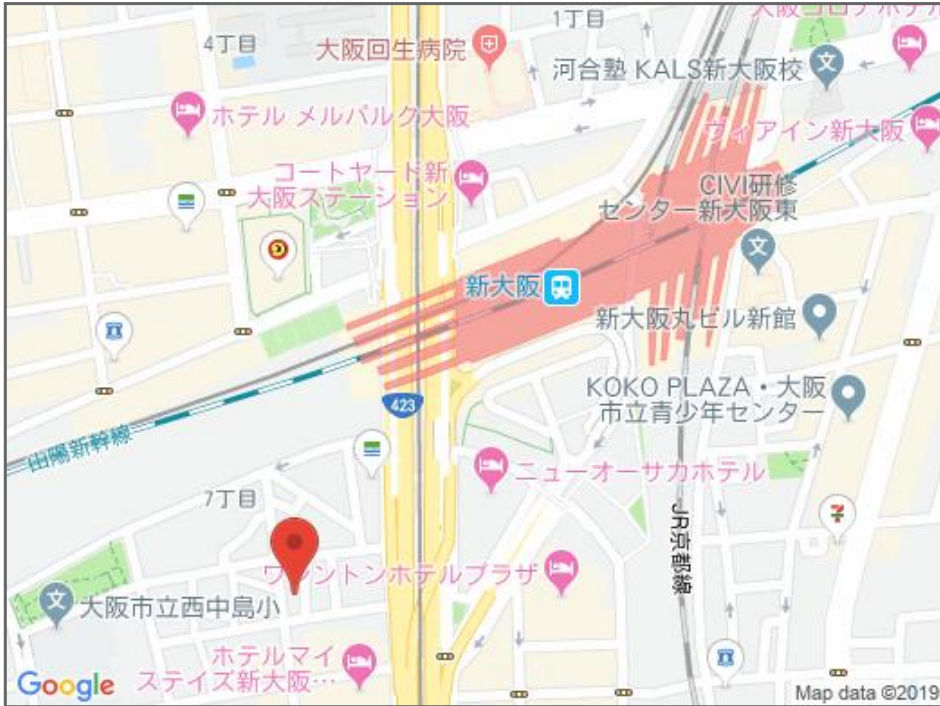 大阪コロナホテル
1丁目
4丁目
大阪回生病院
河合塾 KALS新大阪校
ホテル メルパルク大阪
ヴィアイン新大阪
コートヤード新
大阪ステーション
CIVI研修
センター新大阪東
新大阪
新大阪丸ビル新館
KOKO PLAZA・大阪
市立青少年センター
423
山陽新幹線
ニューオーサカホテル
7丁目
JR京都線
ワシントンホテルプラザ
大阪市立西中島小
ホテルマイ
ステイズ新大阪…
Google
Map data ©2019